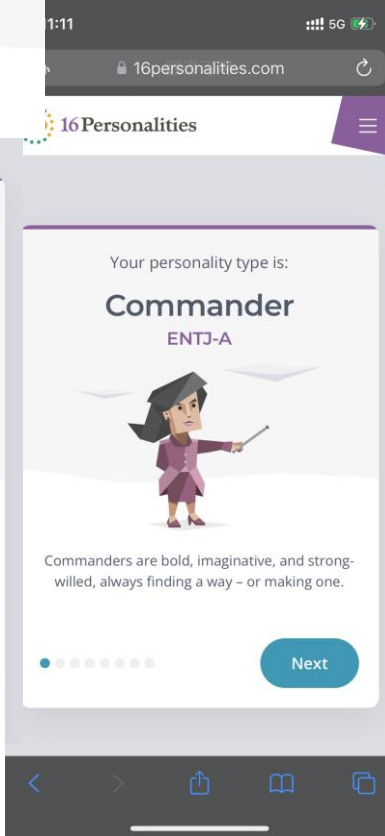 11:11
5G
16personalities.com
16Personalities
Your personality type is:
Commander
ENTJ-A
Commanders are bold, imaginative, and strong-
willed, always finding a way – or making one.
Next